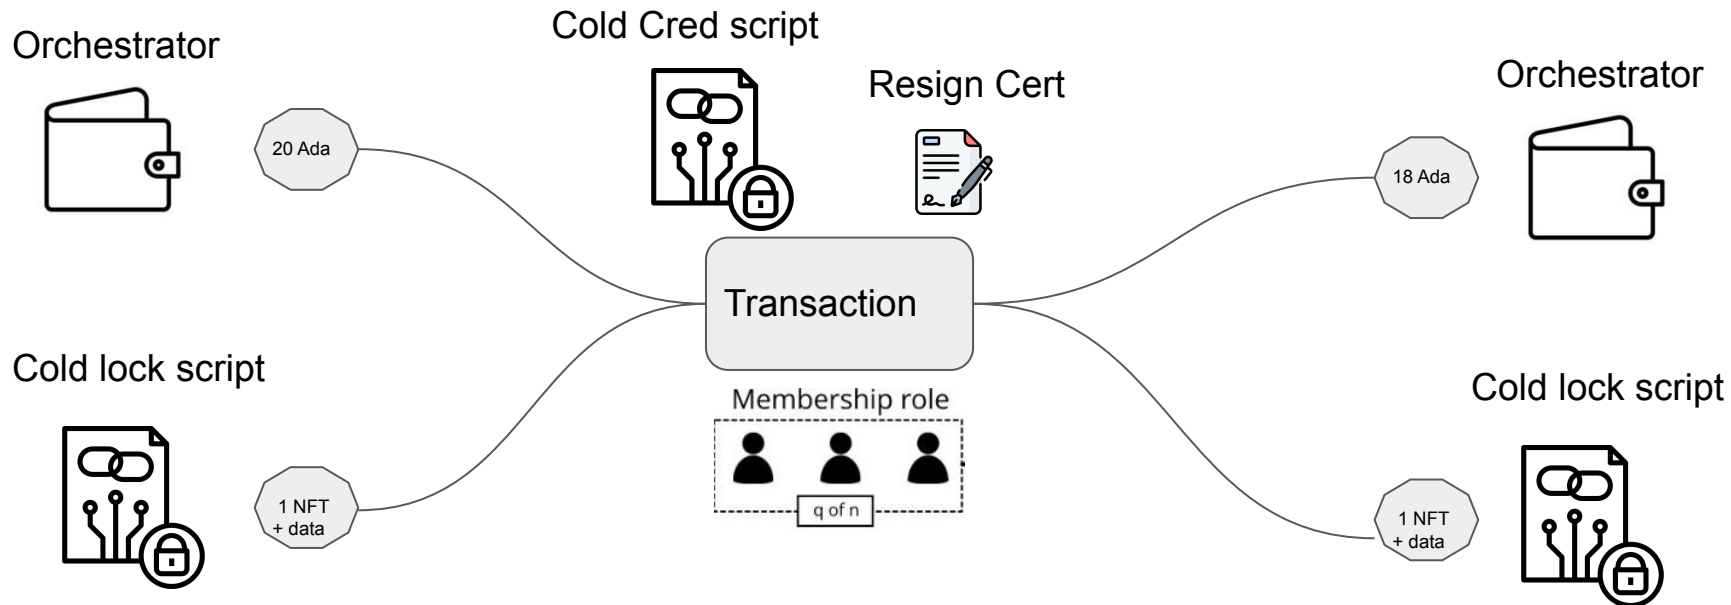 Orchestrator
20 Ada
Cold lock script
1 NFT
+ data
Cold Cred script
Resign Cert
Transaction
Membership role
q of n
Orchestrator
18 Ada
Cold lock script
1 NFT
+ data